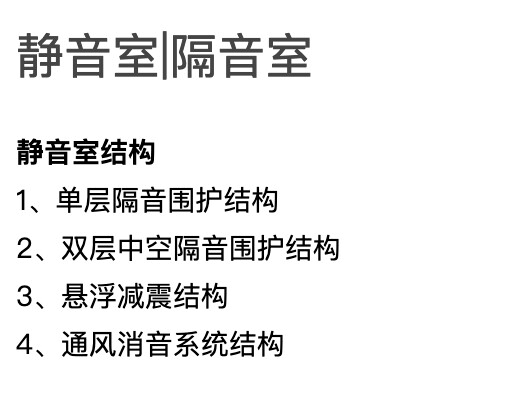 静音室|隔音室
静音室结构
1、单层隔音围护结构
2、双层中空隔音围护结构
3、悬浮减震结构
4、通风消音系统结构